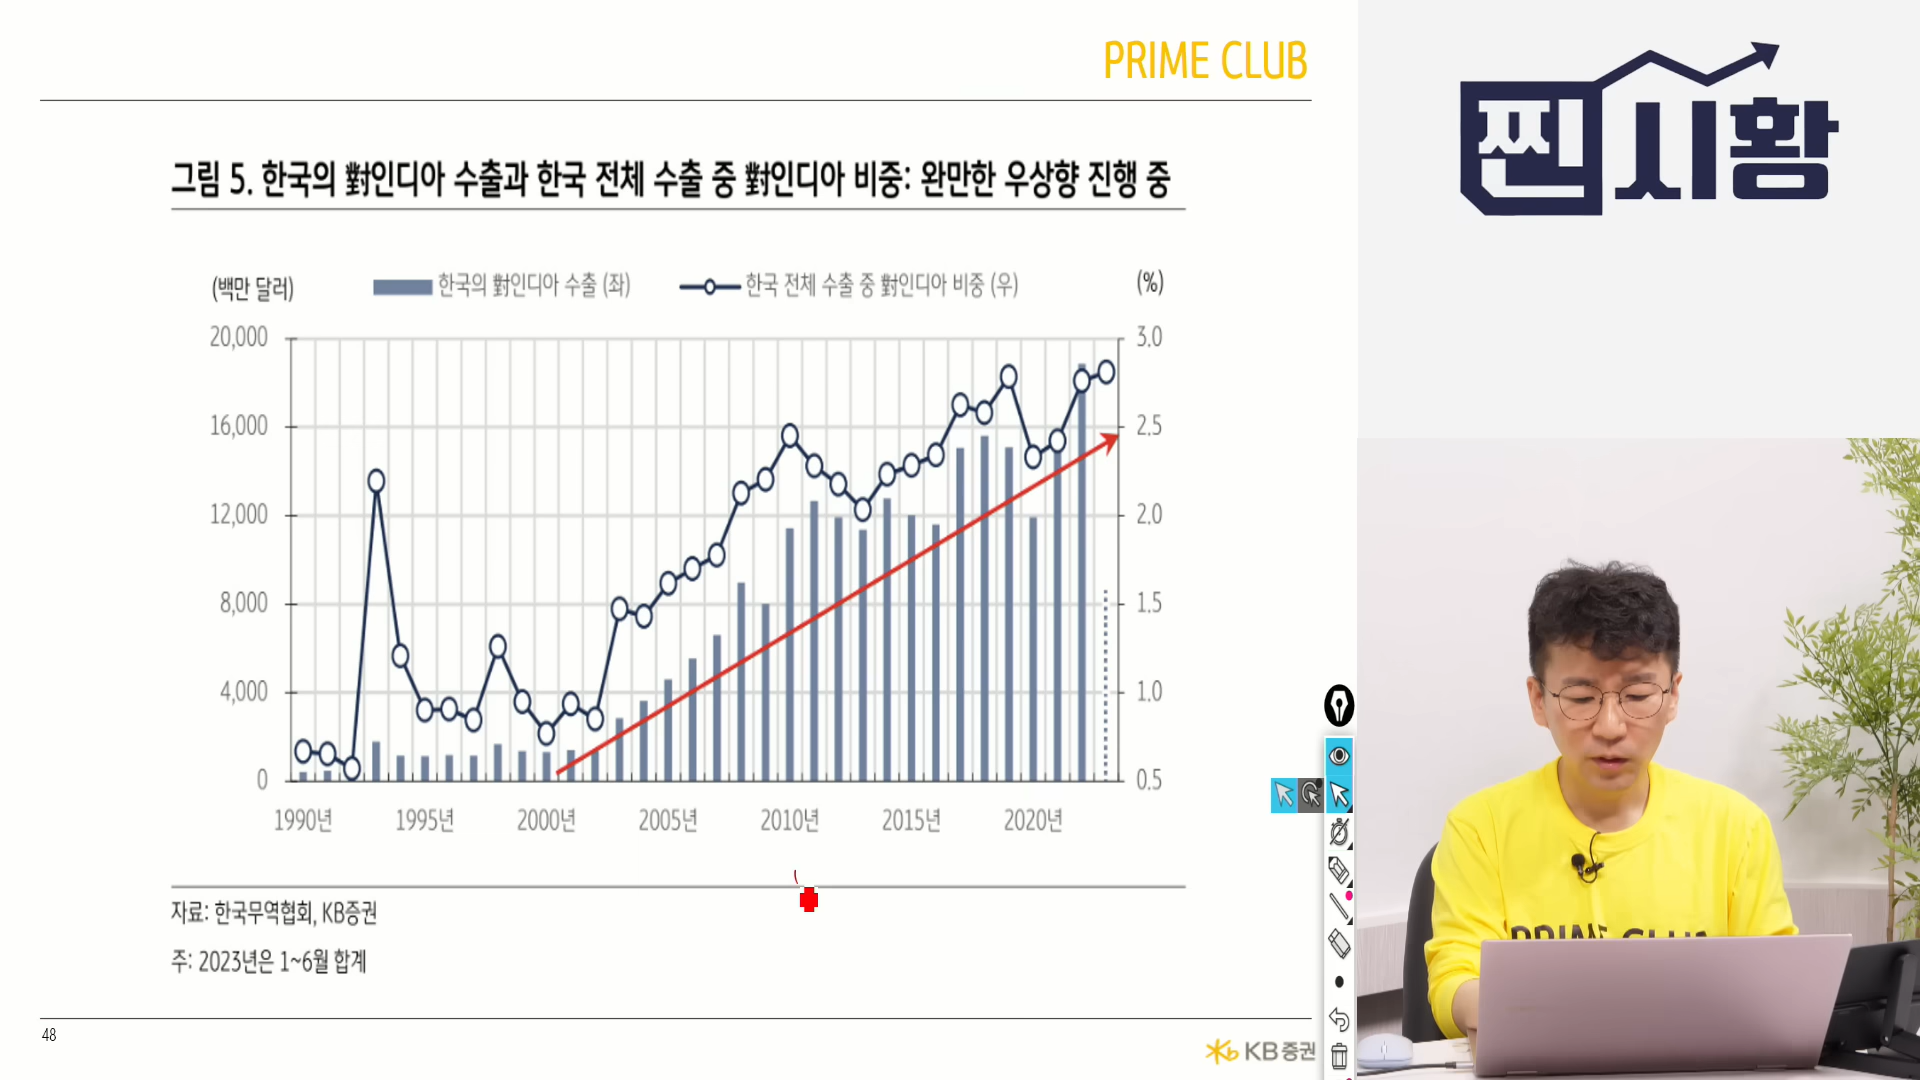 PRIME CLUB
찐시황
그림 5. 한국의 對인디아 수출과 한국 전체 수출 중 對인디아 비중: 완만한 우상향 진행 중
(백만 달러)
한국의 對인디아 수출 (좌)
한국 전체 수출 중 對인디아 비중 (우)
(%)
20,000
3.0
16,000
2.5
12,000
2.0
8,000
1.5
4,000
1.0
0
0.5
1990년 1995년 2000년 2005년 2010년 2015년 2020년
자료: 한국무역협회, KB증권
주: 2023년은 1~6월 합계
PRIME CLUB
48
KB증권